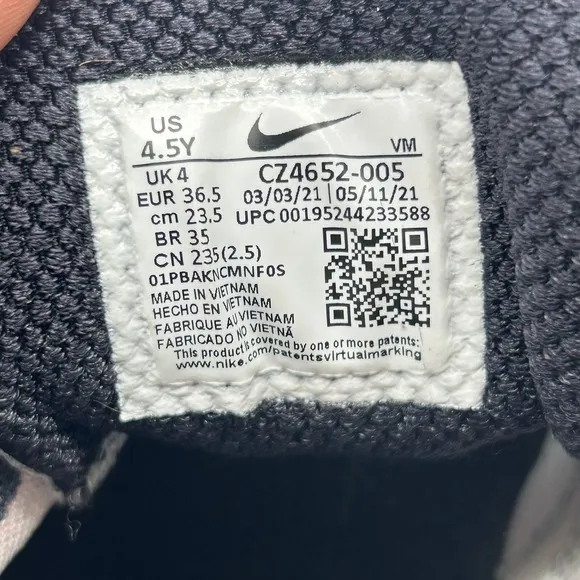 US
4.5Y VM
UK 4 CZ4652-005
EUR 36.5 03/03/21 | 05/11/21
cm 23.5 UPC 00195244233588
BR 35
CN 235(2.5)
01PBAKNCMNF0S
MADE IN VIETNAM
HECHO EN VIETNAM
FABRIQUE AU VIETNAM
FABRICADO NO VIETNÃ
This product is covered by one or more patents:
www.nike.com/patentsvirtualmarking